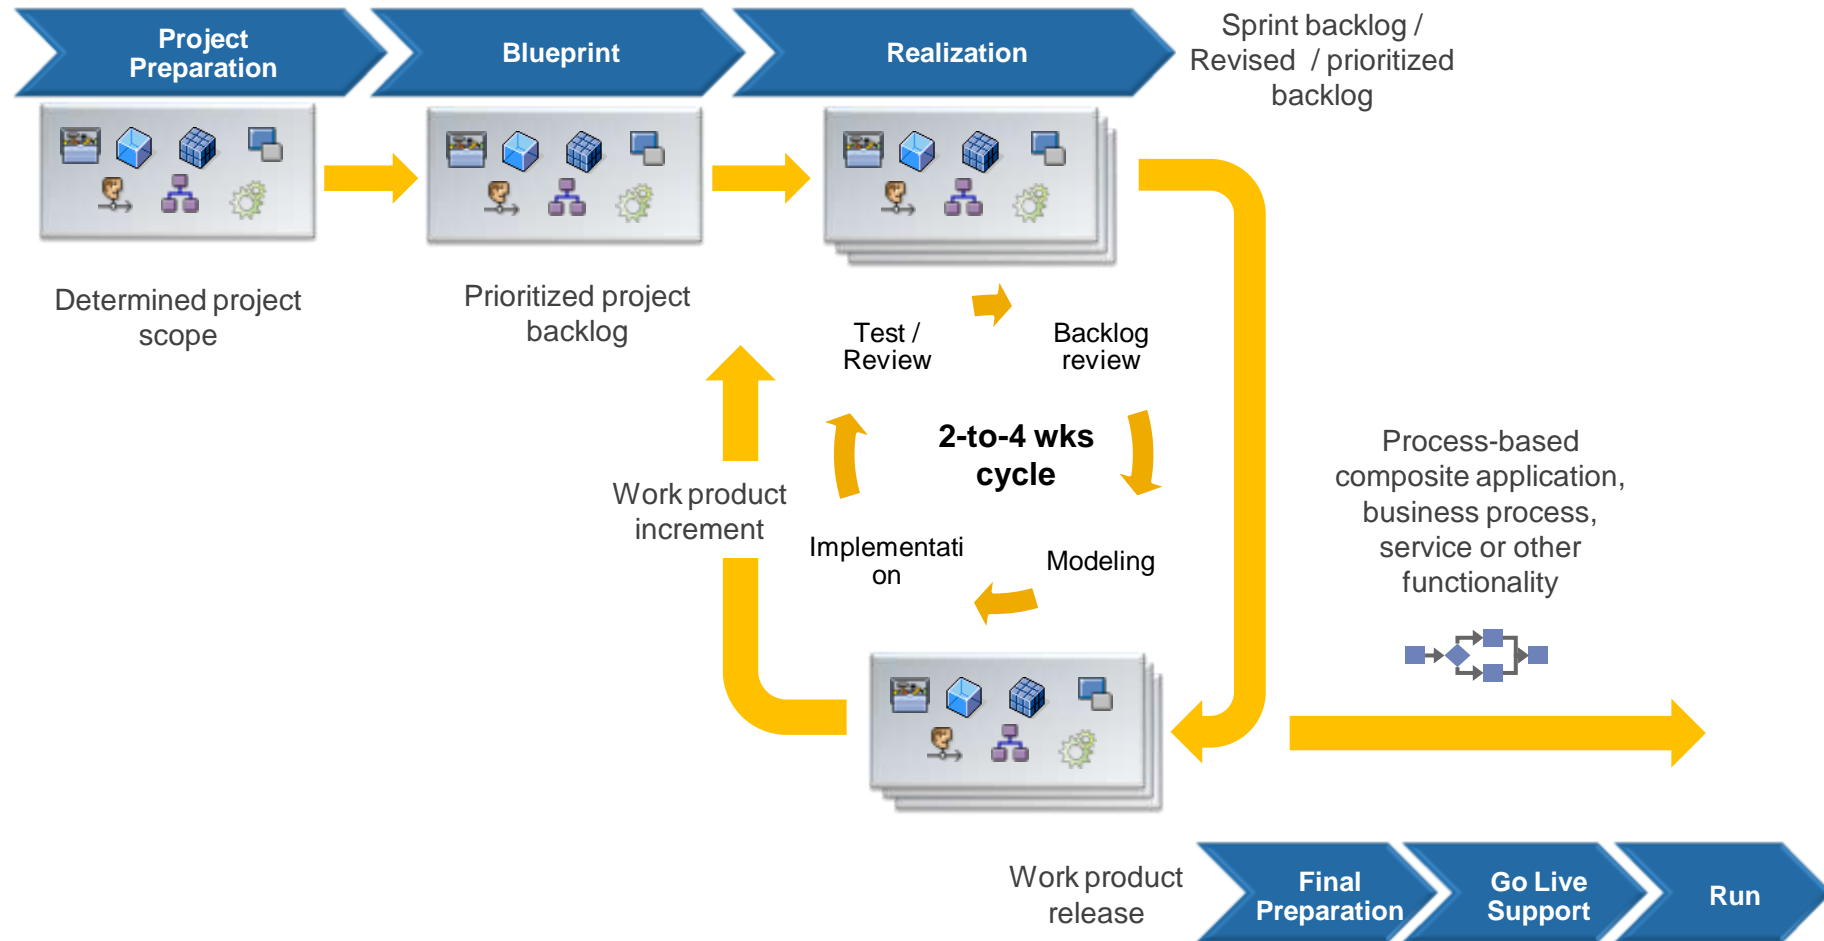 Project
Preparation
Blueprint
Realization
Sprint backlog /
Revised / prioritized
backlog
Determined project
scope
Prioritized project
backlog
Test /
Review
Backlog
review
2-to-4 wks
cycle
Work product
increment
Implementati
on
Modeling
Process-based
composite application,
business process,
service or other
functionality
Work product
release
Final
Preparation
Go Live
Support
Run